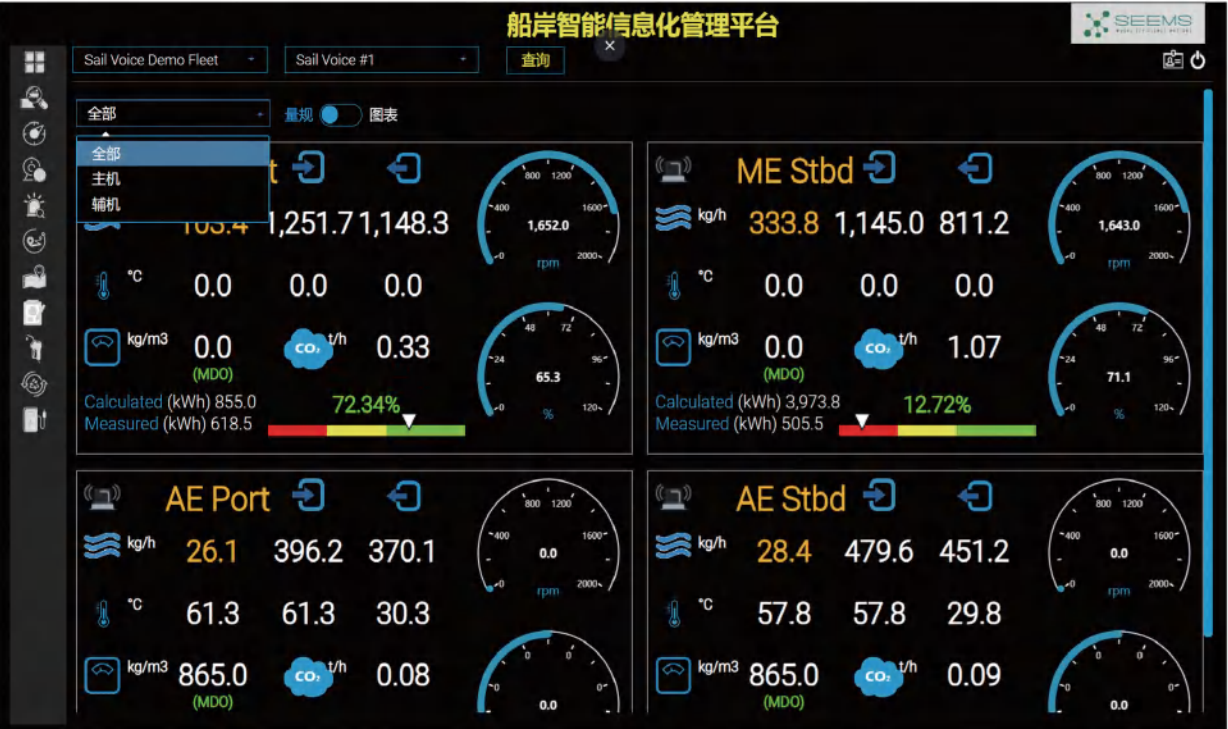 船岸智能信息化管理平台
SEEMS
Sail Voice Demo Fleet
Sail Voice #1
查询
全部
量规
图表
全部
主机
辅机
t
103.4 1,251.7 1,148.3
°C
0.0 0.0 0.0
kg/m3
0.0
(MDO)
CO₂ t/h
0.33
Calculated (kWh) 855.0
Measured (kWh) 618.5
72.34%
0 400 800 1200 1600 2000
1,652.0
rpm
0 24 48 72 96 120
65.3
%
ME Stbd
kg/h
333.8 1,145.0 811.2
°C
0.0 0.0 0.0
kg/m3
0.0
(MDO)
CO₂ t/h
1.07
Calculated (kWh) 3,973.8
Measured (kWh) 505.5
12.72%
0 400 800 1200 1600 2000
1,643.0
rpm
0 24 48 72 96 120
71.1
%
AE Port
kg/h
26.1 396.2 370.1
°C
61.3 61.3 30.3
kg/m3
865.0
(MDO)
CO₂ t/h
0.08
0 400 800 1200 1600 2000
0.0
rpm
0 0 0 0
0.0
AE Stbd
kg/h
28.4 479.6 451.2
°C
57.8 57.8 29.8
kg/m3
865.0
(MDO)
CO₂ t/h
0.09
0 400 800 1200 1600 2000
0.0
rpm
0 0 0 0
0.0